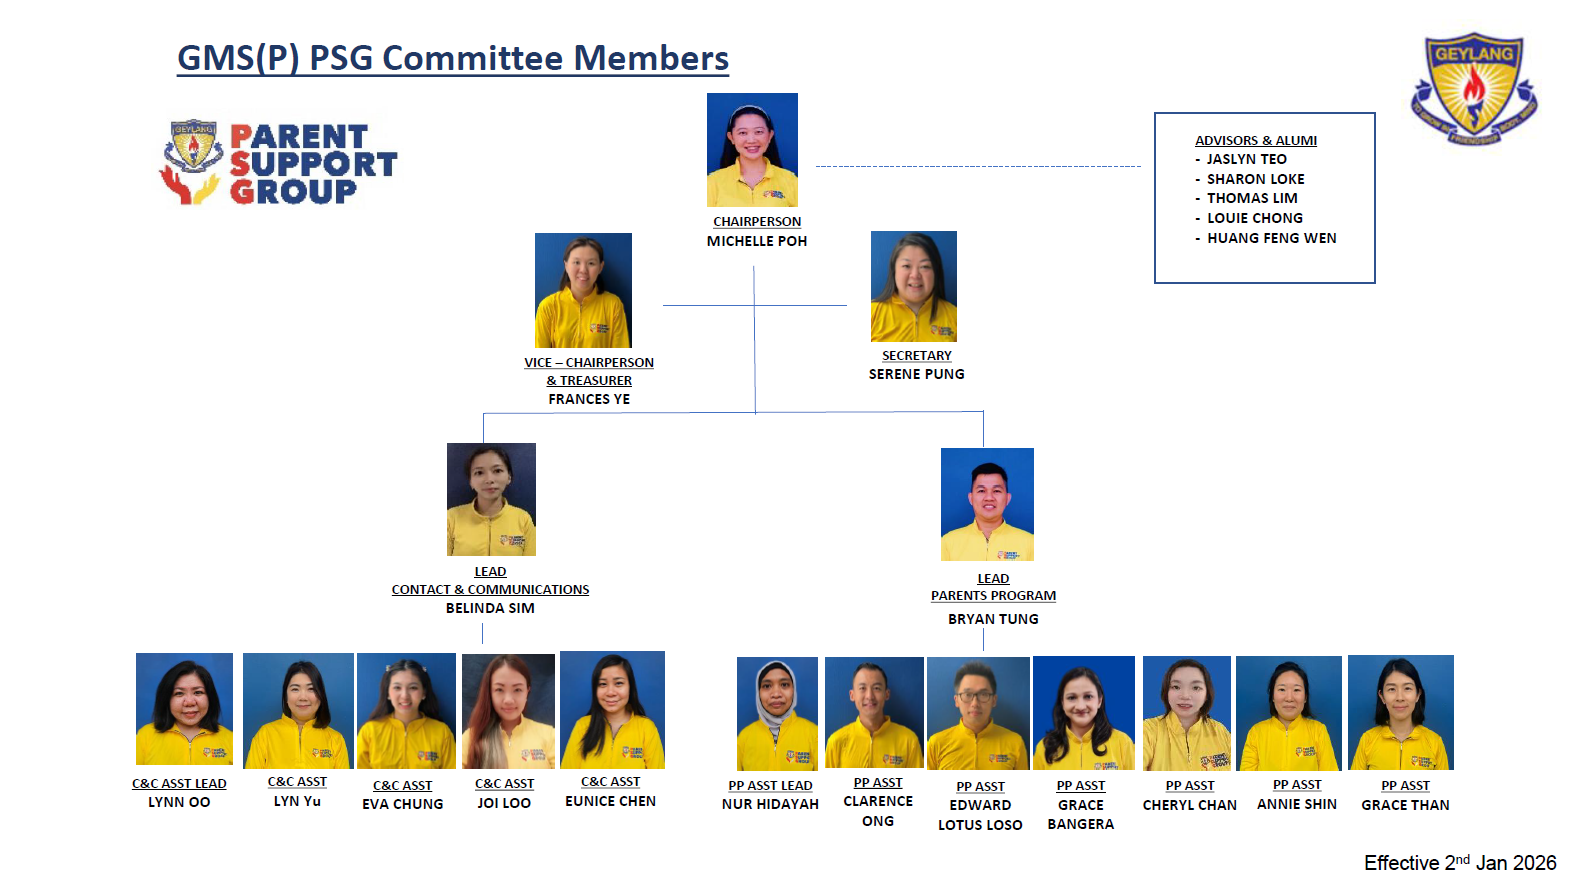 GMS(P) PSG Committee Members
GEYLANG
PARENT
SUPPORT
GROUP
GEYLANG
ADVISORS & ALUMI
- JASLYN TEO
- SHARON LOKE
- THOMAS LIM
- LOUIE CHONG
- HUANG FENG WEN
CHAIRPERSON
MICHELLE POH
VICE – CHAIRPERSON
& TREASURER
FRANCES YE
SECRETARY
SERENE PUNG
LEAD
CONTACT & COMMUNICATIONS
BELINDA SIM
LEAD
PARENTS PROGRAM
BRYAN TUNG
C&C ASST LEAD
LYNN OO
C&C ASST
LYN Yu
C&C ASST
EVA CHUNG
C&C ASST
JOI LOO
C&C ASST
EUNICE CHEN
PP ASST LEAD
NUR HIDAYAH
PP ASST
CLARENCE
ONG
PP ASST
EDWARD
LOTUS LOSO
PP ASST
GRACE
BANGERA
PP ASST
CHERYL CHAN
PP ASST
ANNIE SHIN
PP ASST
GRACE THAN
Effective 2nd Jan 2026